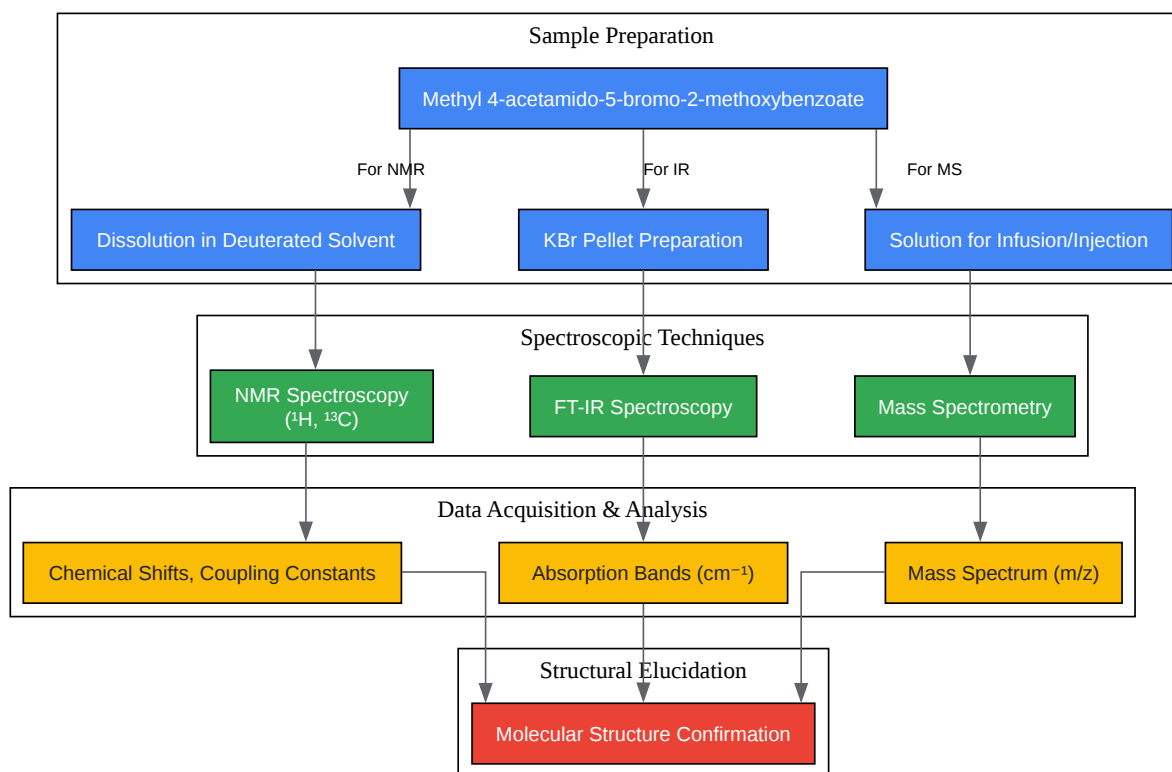 Sample Preparation
Methyl 4-acetamido-5-bromo-2-methoxybenzoate
For NMR
For IR
For MS
Dissolution in Deuterated Solvent
KBr Pellet Preparation
Solution for Infusion/Injection
Spectroscopic Techniques
NMR Spectroscopy
(¹H, ¹³C)
FT-IR Spectroscopy
Mass Spectrometry
Data Acquisition & Analysis
Chemical Shifts, Coupling Constants
Absorption Bands (cm⁻¹)
Mass Spectrum (m/z)
Structural Elucidation
Molecular Structure Confirmation